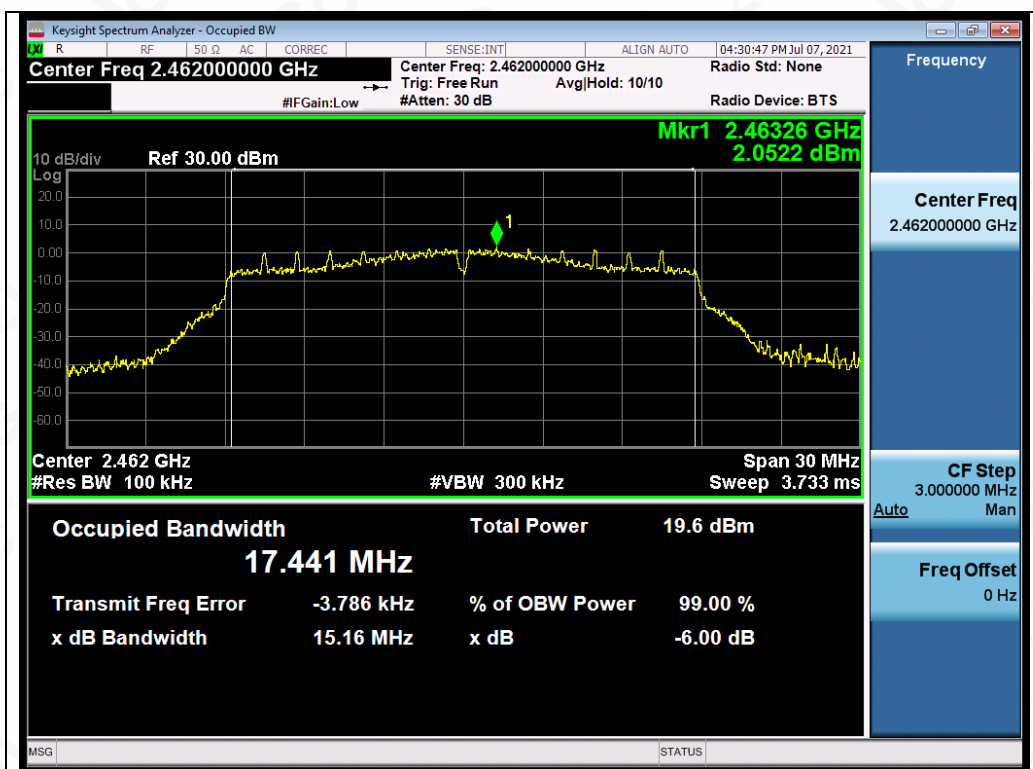 Keysight Spectrum Analyzer - Occupied BW
LXI R RF 50 Ω AC CORREC SENSE:INT ALIGN AUTO 04:30:47 PM Jul 07, 2021
Center Freq 2.462000000 GHz Center Freq: 2.462000000 GHz Radio Std: None
Trig: Free Run Avg|Hold: 10/10
#IFGain:Low #Atten: 30 dB Radio Device: BTS
Frequency
Mkr1 2.46326 GHz
10 dB/div Ref 30.00 dBm 2.0522 dBm
Log
20.0
10.0
0.00
-10.0
-20.0
-30.0
-40.0
-50.0
-60.0
1
Center 2.462 GHz Span 30 MHz
#Res BW 100 kHz #VBW 300 kHz Sweep 3.733 ms
Center Freq
2.462000000 GHz
CF Step
3.000000 MHz
Auto Man
Freq Offset
0 Hz
Occupied Bandwidth Total Power 19.6 dBm
17.441 MHz
Transmit Freq Error -3.786 kHz % of OBW Power 99.00 %
x dB Bandwidth 15.16 MHz x dB -6.00 dB
MSG STATUS